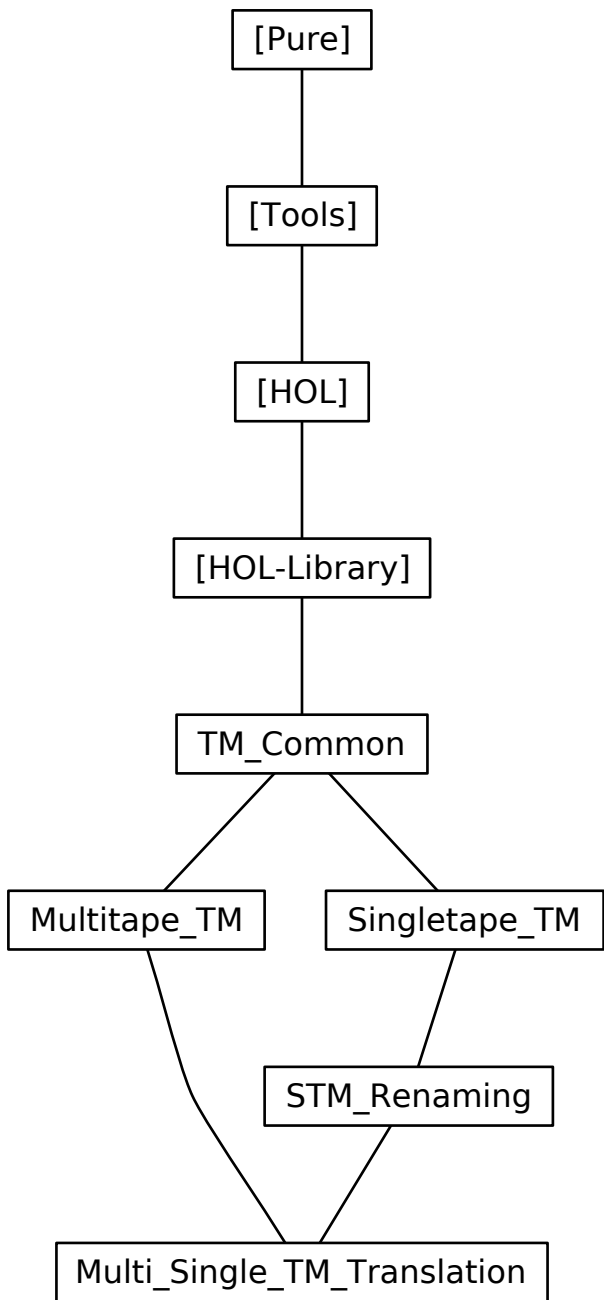 [Pure]
[Tools]
[HOL]
[HOL-Library]
TM_Common
Multitape_TM
Singletape_TM
STM_Renaming
Multi_Single_TM_Translation